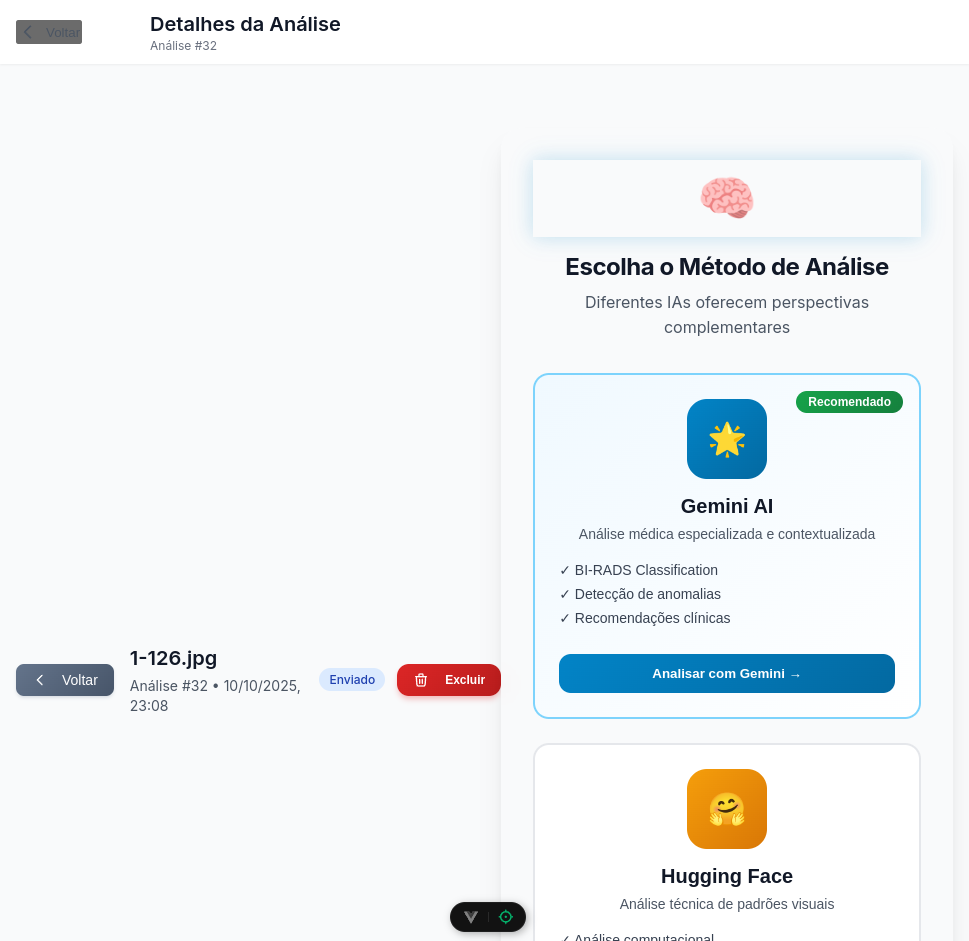 Voltar
Detalhes da Análise
Análise #32
Escolha o Método de Análise
Diferentes IAs oferecem perspectivas
complementares
Recomendado
Gemini AI
Análise médica especializada e contextualizada
✓ BI-RADS Classification
✓ Detecção de anomalias
✓ Recomendações clínicas
Analisar com Gemini →
Voltar
1-126.jpg
Análise #32 • 10/10/2025,
23:08
Enviado
Excluir
Hugging Face
Análise técnica de padrões visuais
✓ Análise computacional